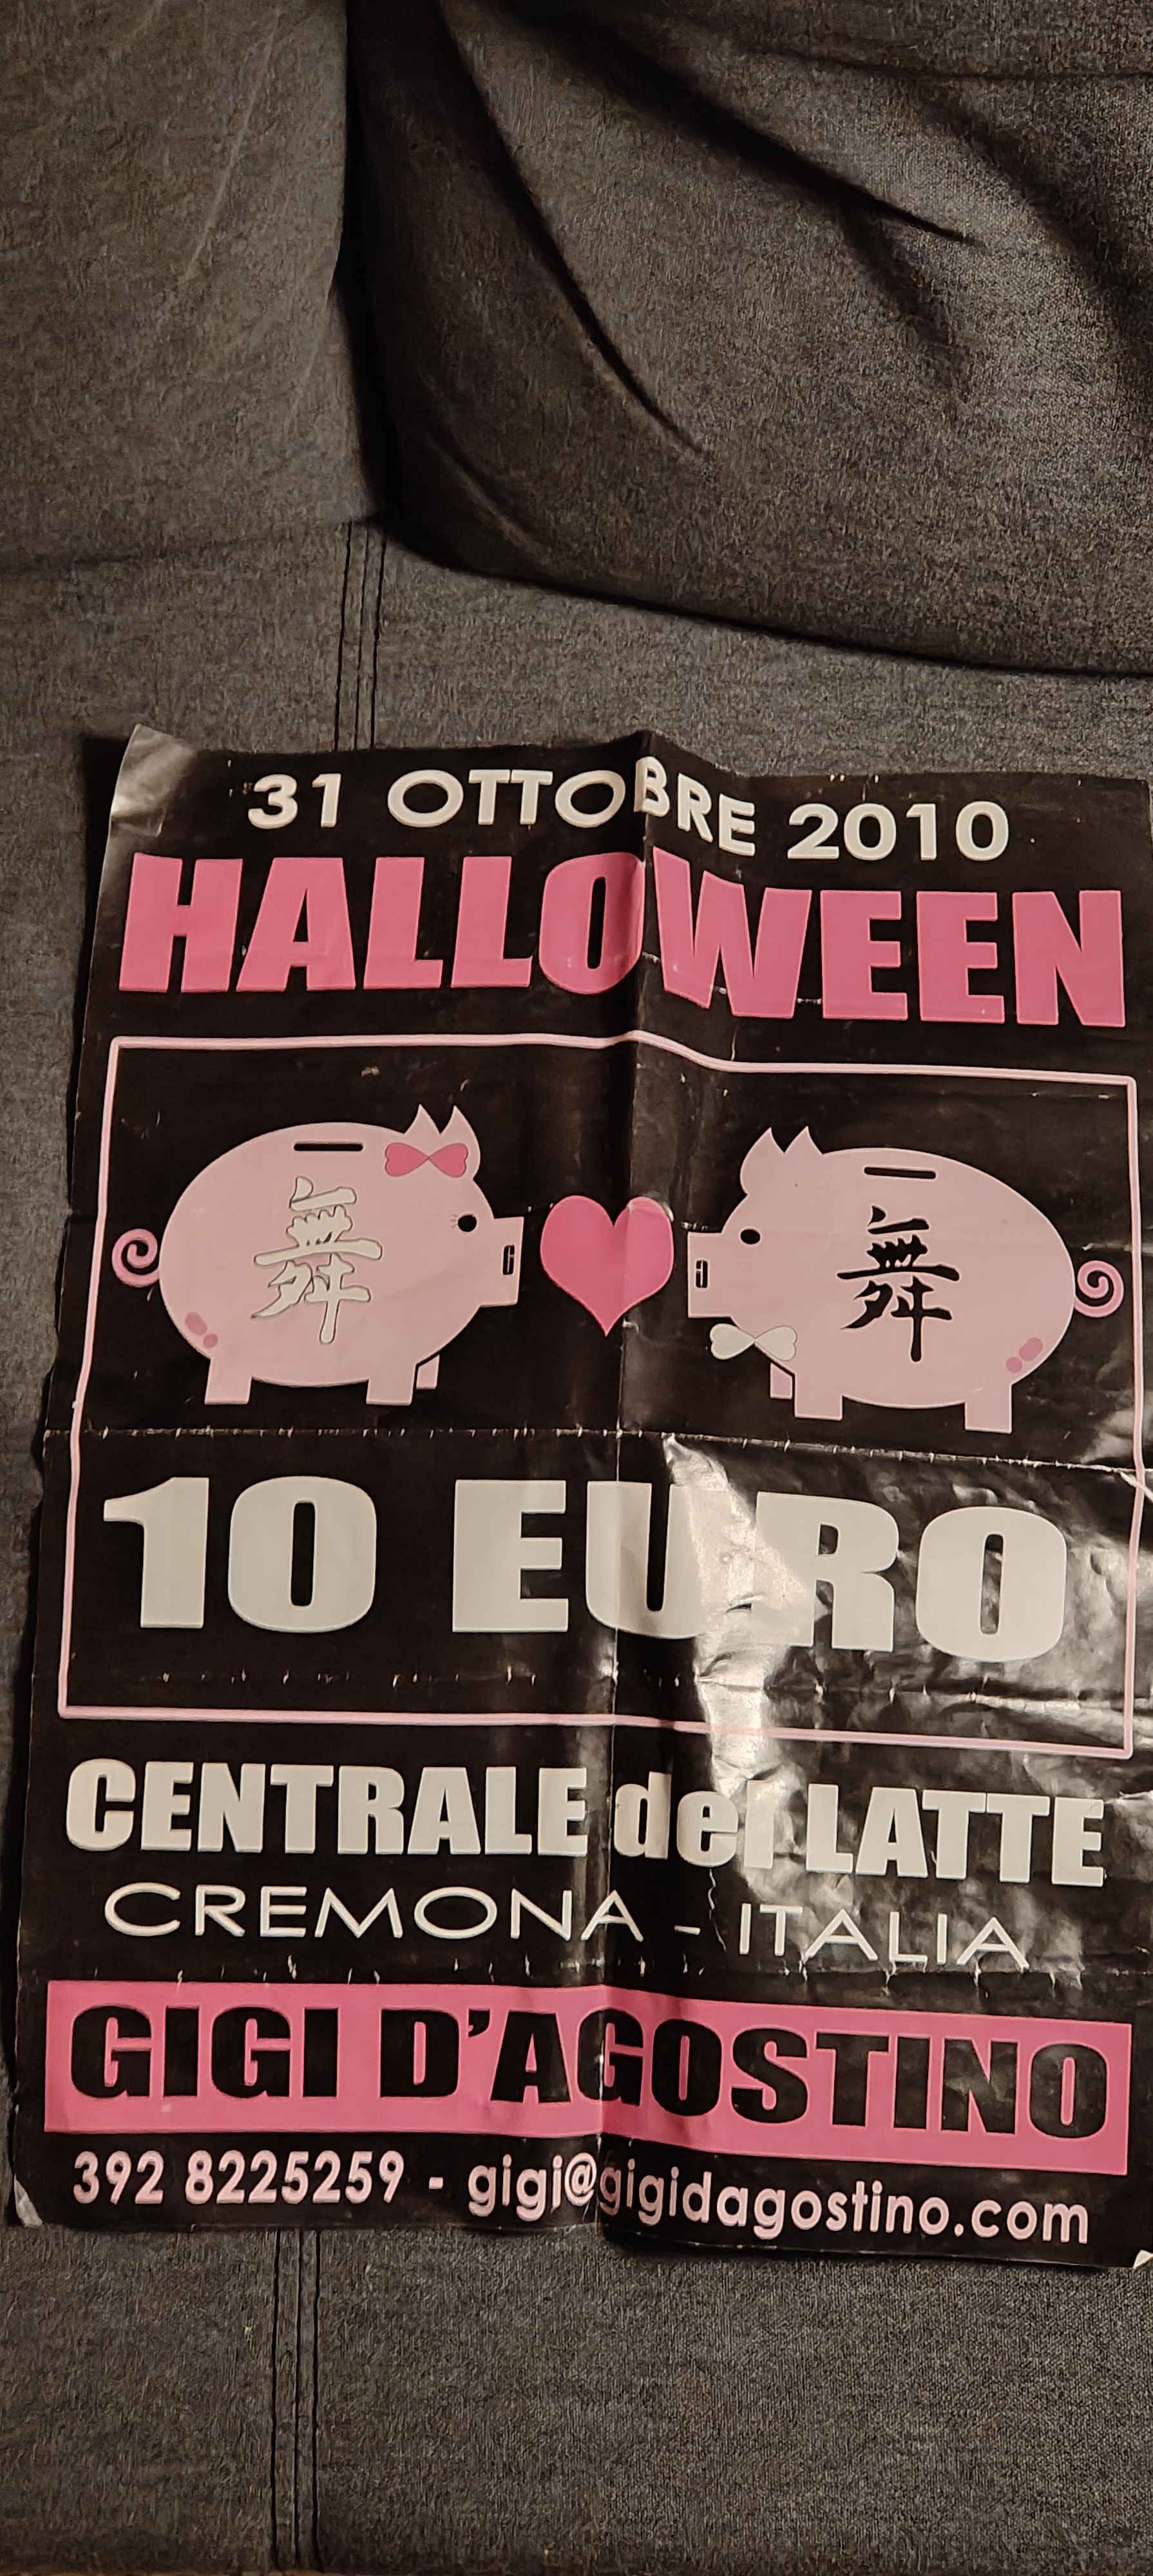 31 OTTOBRE 2010
HALLOWEEN
舞 舞
10 EURO
CENTRALE del LATTE
CREMONA - ITALIA
GIGI D'AGOSTINO
392 8225259 - gigi@gigidagostino.com